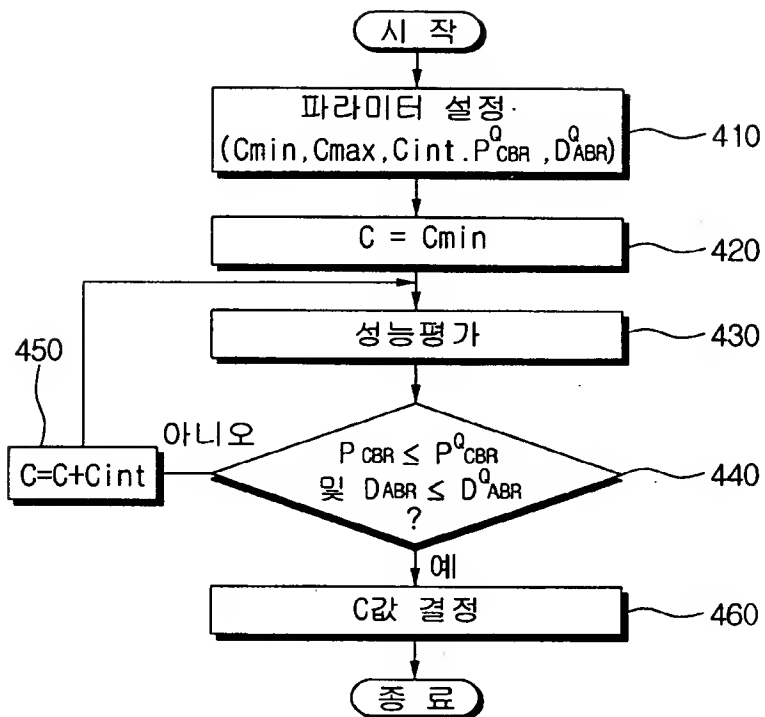 시 작
파라미터 설정
(Cmin,Cmax,Cint.P^Q_CBR ,D^Q_ABR)
410
C = Cmin
420
성능평가
430
450
아니오
C=C+Cint
P CBR ≤ P^Q_CBR
및 D ABR ≤ D^Q_ABR
?
440
예
C값 결정
460
종 료